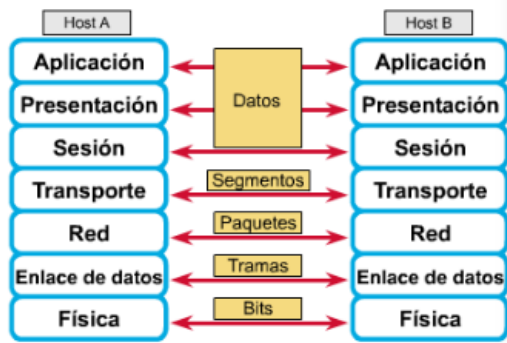 Host A
Host B
Aplicación
Aplicación
Presentación
Datos
Presentación
Sesión
Sesión
Transporte
Segmentos
Transporte
Red
Paquetes
Red
Enlace de datos
Tramas
Enlace de datos
Física
Bits
Física